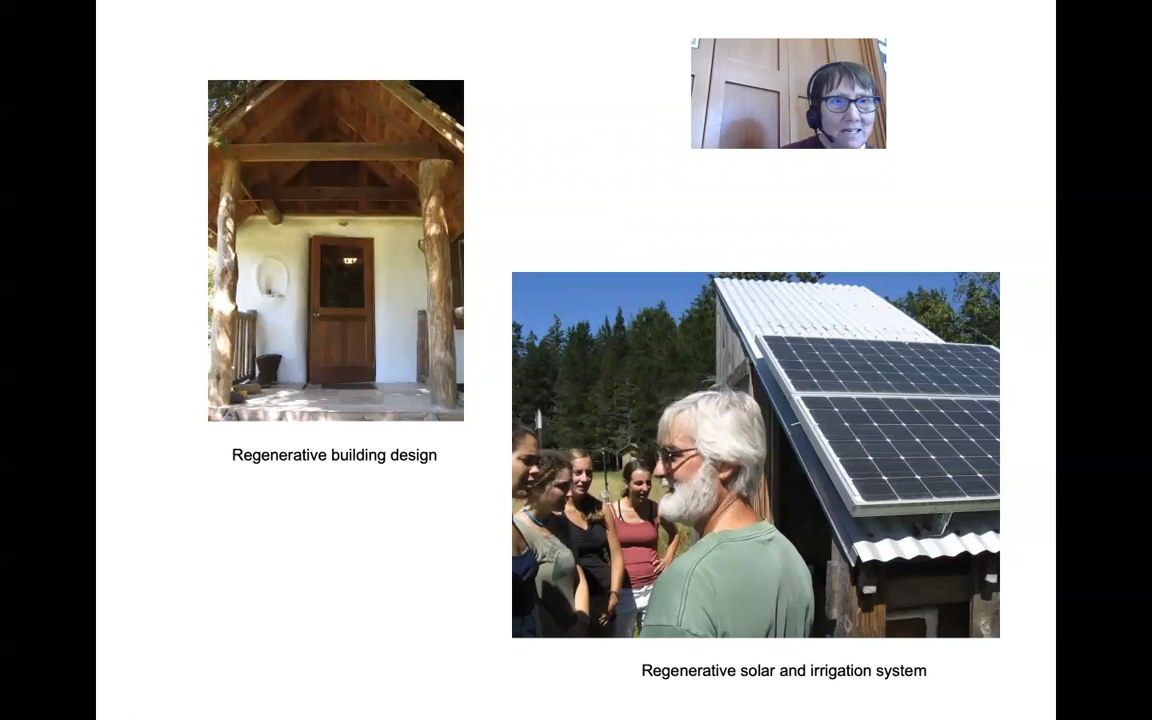 Regenerative building design
Regenerative solar and irrigation system